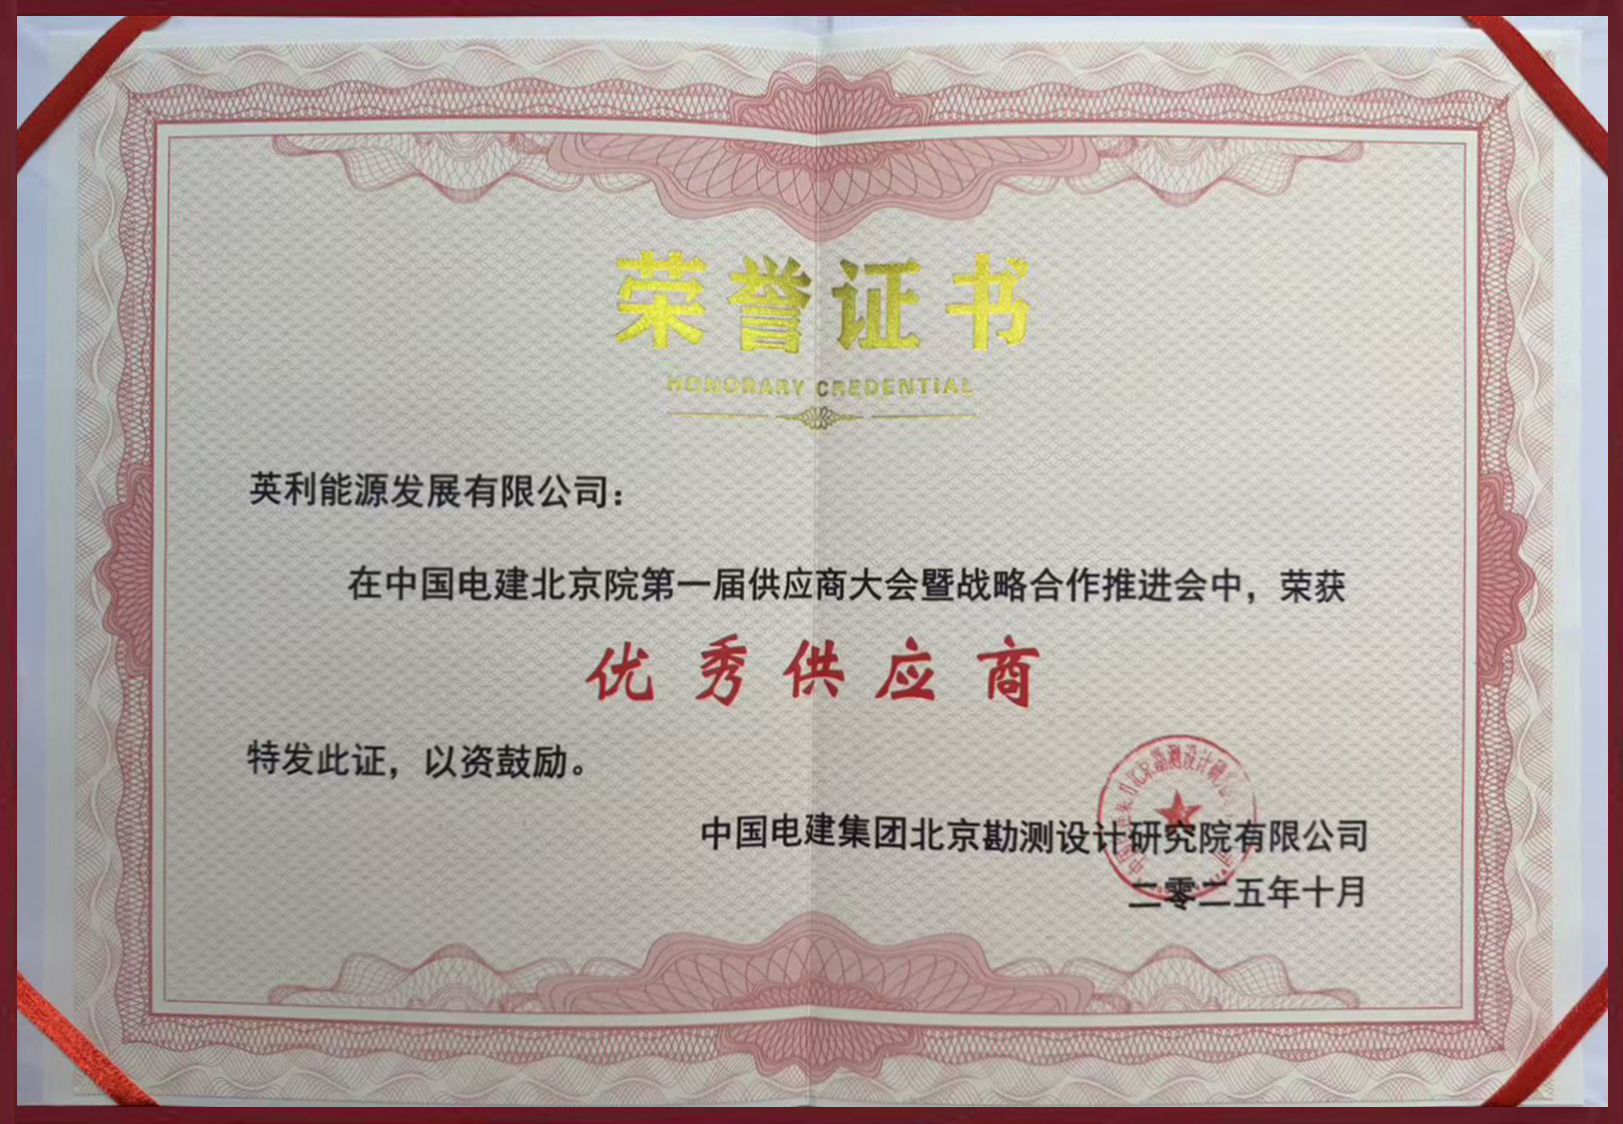 荣誉证书
HONORARY CREDENTIAL
英利能源发展有限公司：
在中国电建北京院第一届供应商大会暨战略合作推进会中，荣获
优秀供应商
特发此证，以资鼓励。
中国电建集团北京勘测设计研究院有限公司
二零二五年十月